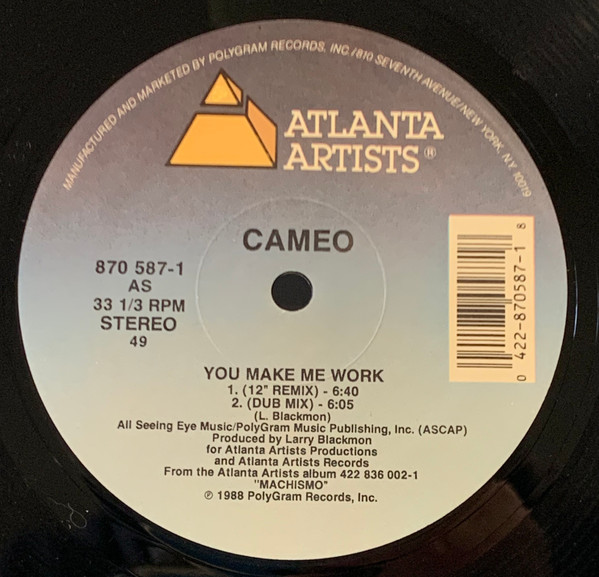 MANUFACTURED AND MARKETED BY POLYGRAM RECORDS, INC./810 SEVENTH AVENUE/NEW YORK, NY 10019
ATLANTA
ARTISTS®
CAMEO
870 587-1
AS
33 1/3 RPM
STEREO
49
0 422-870587-1 8
YOU MAKE ME WORK
1. (12" REMIX) - 6:40
2. (DUB MIX) - 6:05
(L. Blackmon)
All Seeing Eye Music/PolyGram Music Publishing, Inc. (ASCAP)
Produced by Larry Blackmon
for Atlanta Artists Productions
and Atlanta Artists Records
From the Atlanta Artists album 422 836 002-1
"MACHISMO"
℗ 1988 PolyGram Records, Inc.